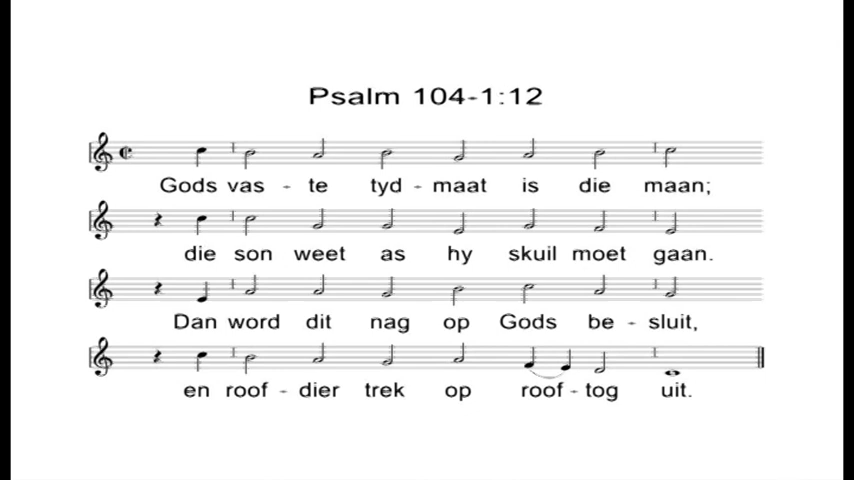 Psalm 104-1:12
Gods vas - te tyd - maat is die maan;
die son weet as hy skuil moet gaan.
Dan word dit nag op Gods be - sluit,
en roof - dier trek op roof - tog uit.